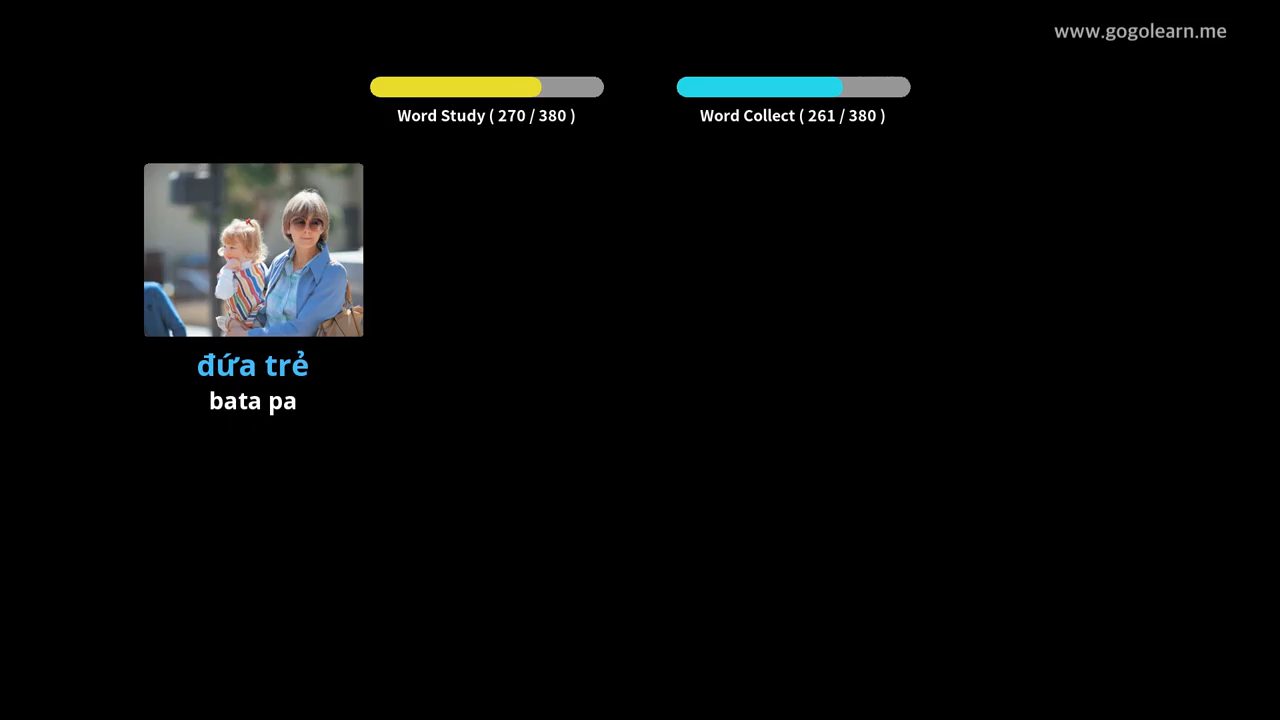 www.gogolearn.me
Word Study ( 270 / 380 )
Word Collect ( 261 / 380 )
đứa trẻ
bata pa